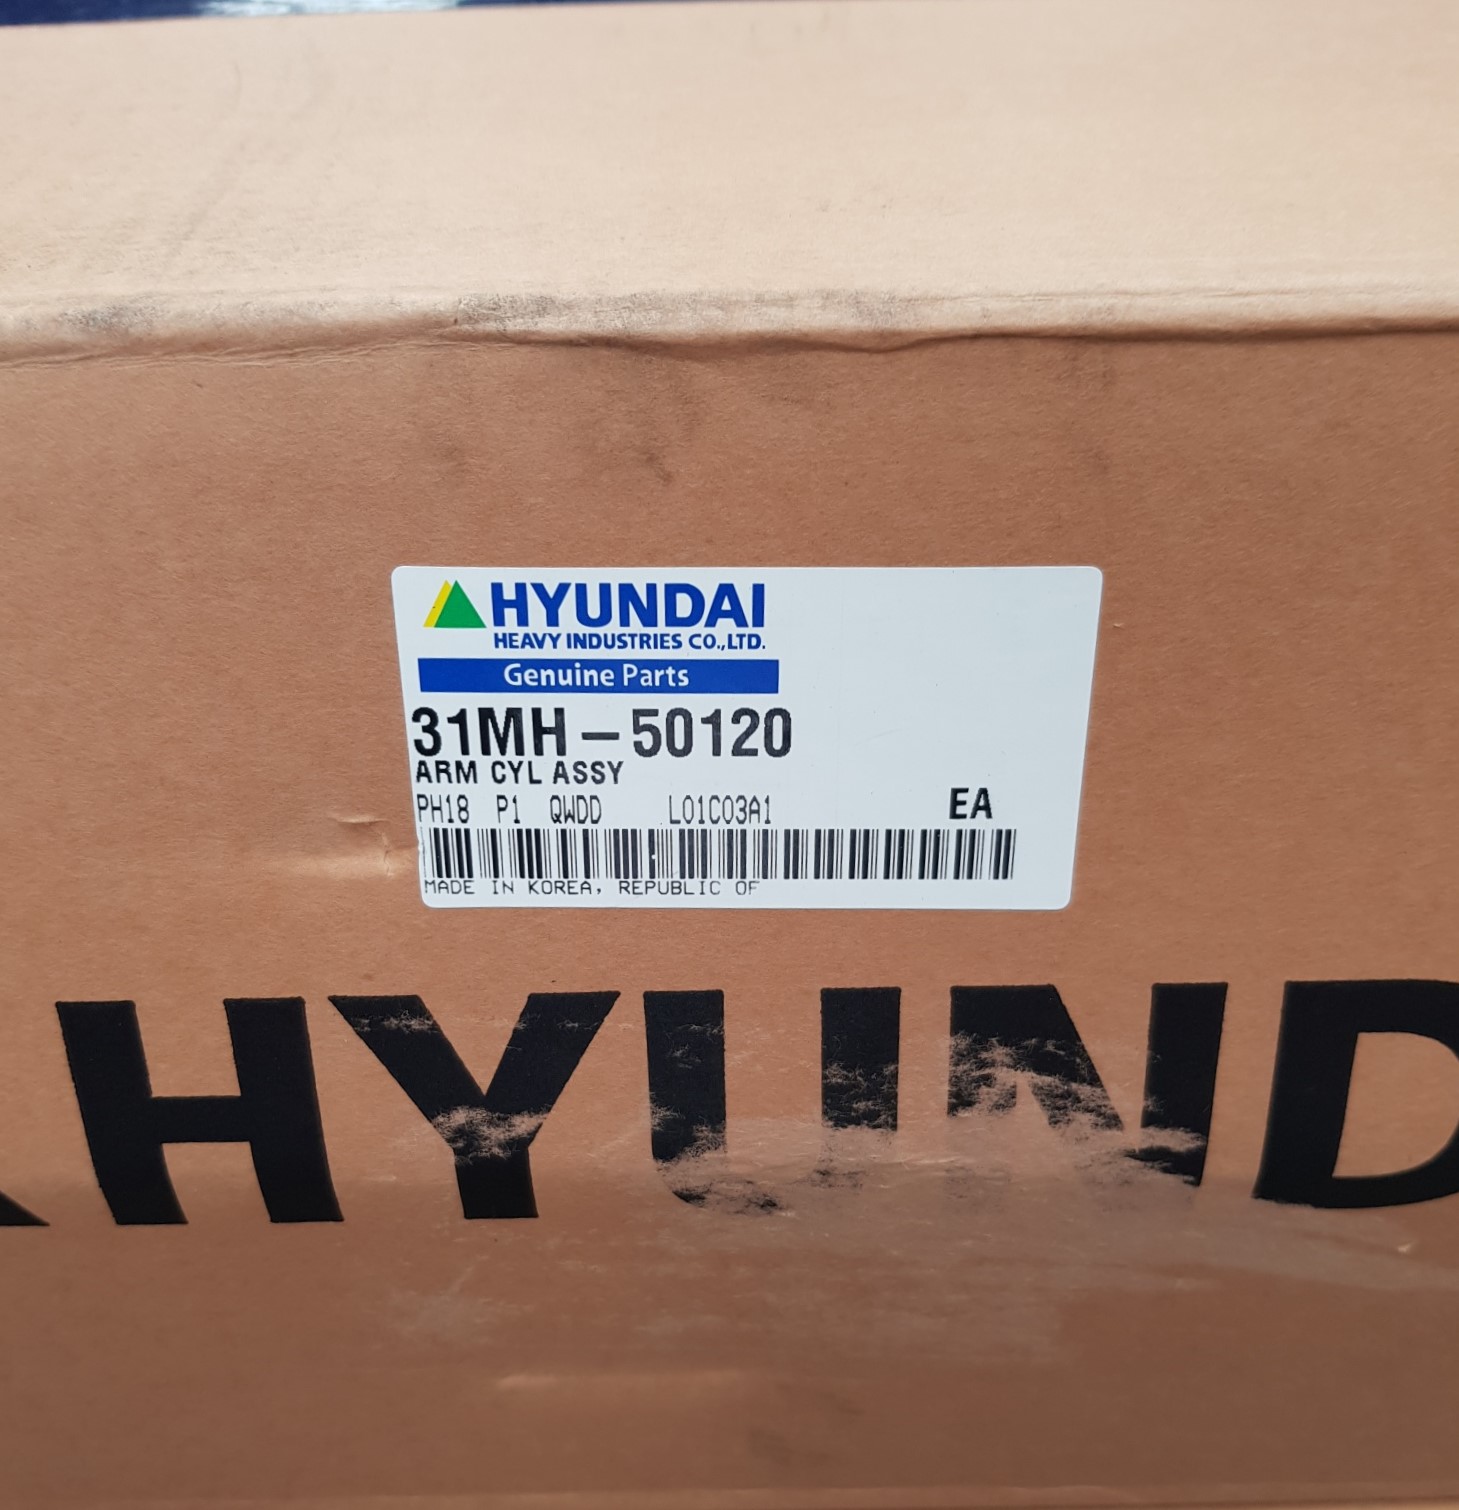 HYUNDAI
HEAVY INDUSTRIES CO.,LTD.
Genuine Parts
31MH-50120
ARM CYL ASSY
PH18 P1 QWDD L01C03A1 EA
MADE IN KOREA, REPUBLIC OF
HYUND